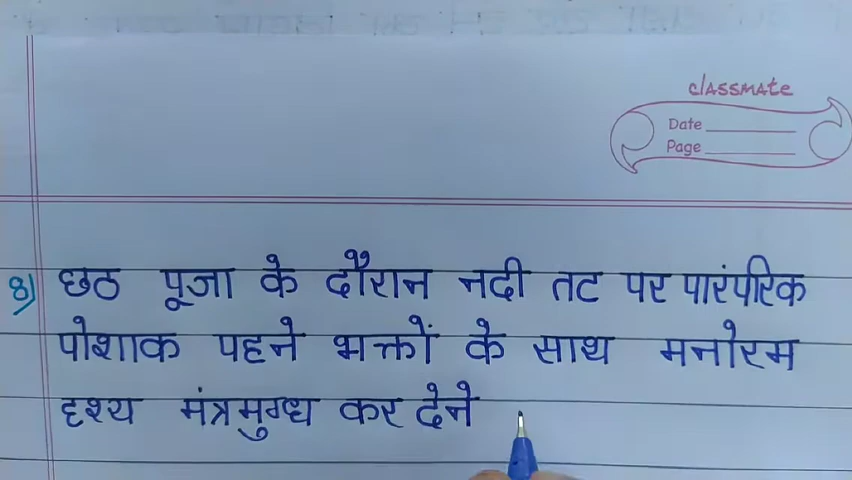 classmate
Date
Page
8) छठ पूजा के दौरान नदी तट पर पारंपरिक
पोशाक पहने भक्तों के साथ मनोरम
दृश्य मंत्रमुग्ध कर देने